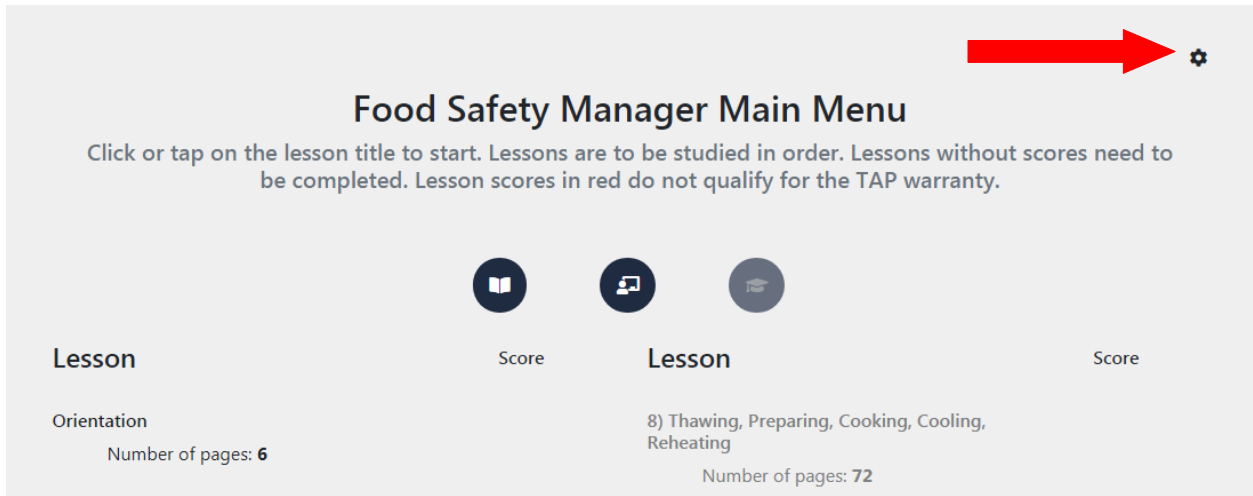 Food Safety Manager Main Menu
Click or tap on the lesson title to start. Lessons are to be studied in order. Lessons without scores need to
be completed. Lesson scores in red do not qualify for the TAP warranty.
Lesson
Score
Orientation
Number of pages: 6
Lesson
Score
8) Thawing, Preparing, Cooking, Cooling,
Reheating
Number of pages: 72